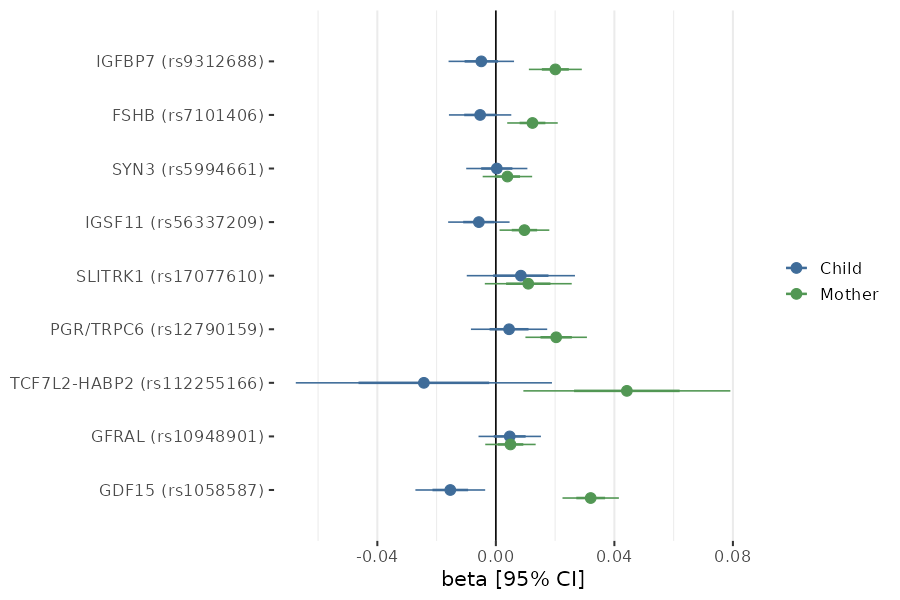 IGFBP7 (rs9312688)
FSHB (rs7101406)
SYN3 (rs5994661)
IGSF11 (rs56337209)
SLITRK1 (rs17077610)
PGR/TRPC6 (rs12790159)
TCF7L2-HABP2 (rs112255166)
GFRAL (rs10948901)
GDF15 (rs1058587)
-0.04 0.00 0.04 0.08
beta [95% CI]
Child
Mother